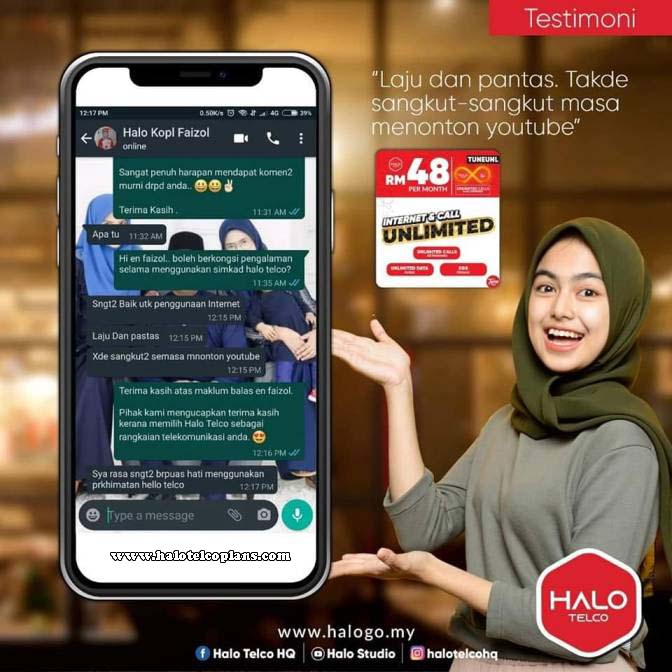 Testimoni
"Laju dan pantas. Takde
sangkut-sangkut masa
menonton youtube"
RM48
PER MONTH
TUNEUNL
INTERNET & CALL
UNLIMITED
UNLIMITED CALLS
UNLIMITED DATA
12:17 PM
0.50K/s
4G
39%
Halo Kopl Faizol
online
Sangat penuh harapan mendapat komen2
murni drpd anda.. 😃😃✌
Terima Kasih .
11:31 AM
Apa tu
11:32 AM
Hi en faizol.. boleh berkongsi pengalaman
selama menggunakan simkad halo telco?
11:35 AM
Sngt2 Baik utk penggunaan Internet
12:15 PM
Laju Dan pastas
12:15 PM
Xde sangkut2 semasa mnonton youtube
12:15 PM
Terima kasih atas maklum balas en faizol.
Pihak kami mengucapkan terima kasih
kerana memilih Halo Telco sebagai
rangkaian telekomunikasi anda. 😍
12:16 PM
Sya rasa sngt2 brpuas hati menggunakan
prkhimatan hello telco
12:17 PM
Type a message
www.halotelcoplans.com
HALO
TELCO
www.halogo.my
Halo Telco HQ
Halo Studio
halotelcohq